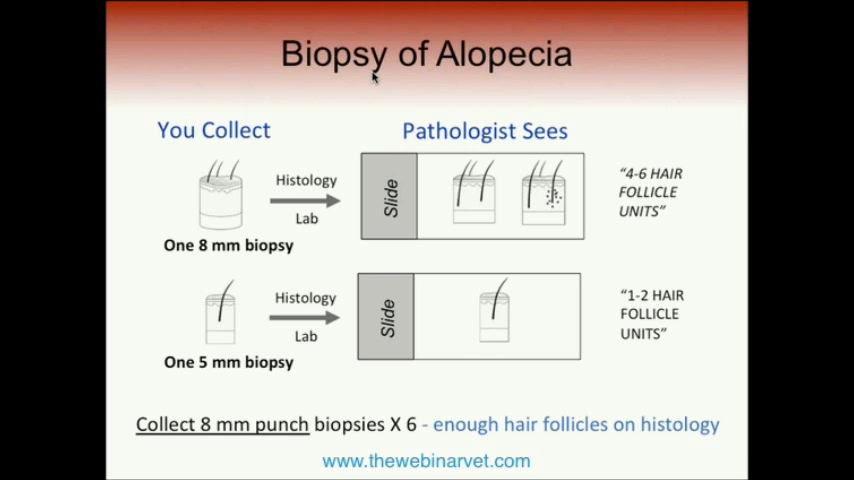 Biopsy of Alopecia
You Collect
Pathologist Sees
Histology
Lab
Slide
"4-6 HAIR
FOLLICLE
UNITS"
One 8 mm biopsy
Histology
Lab
Slide
"1-2 HAIR
FOLLICLE
UNITS"
One 5 mm biopsy
Collect 8 mm punch biopsies X 6 - enough hair follicles on histology
www.thewebinarvet.com